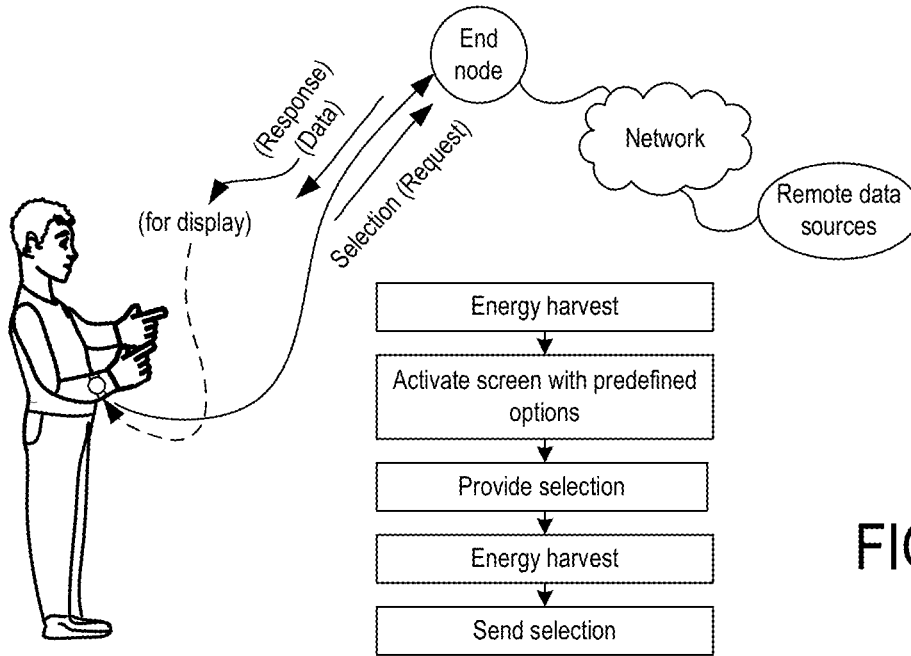 End
node
(Response)
(Data)
Network
Selection (Request)
Remote data
sources
(for display)
Energy harvest
Activate screen with predefined
options
Provide selection
Energy harvest
Send selection
FIG